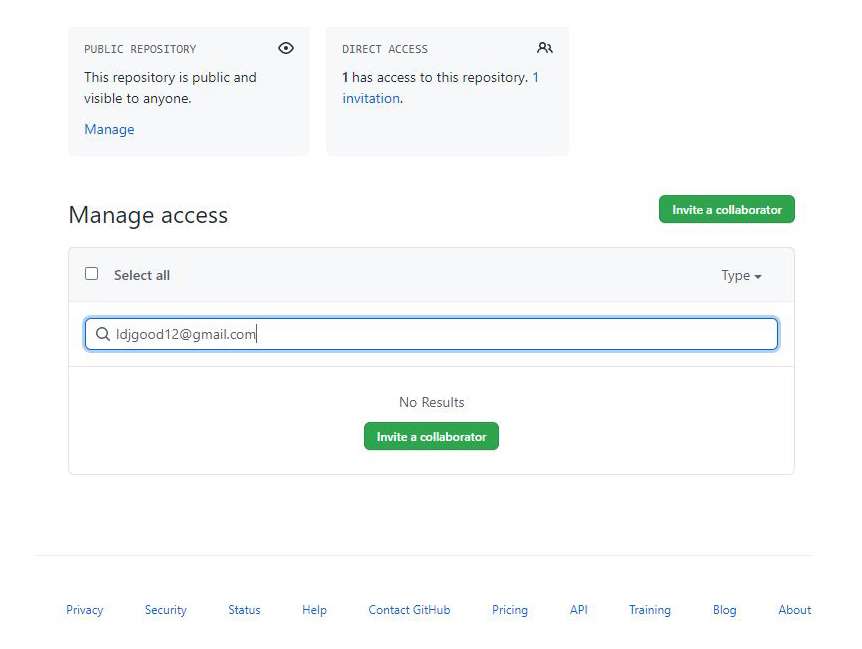 PUBLIC REPOSITORY
This repository is public and
visible to anyone.
Manage
DIRECT ACCESS
1 has access to this repository. 1
invitation.
Manage access
Invite a collaborator
Select all
Type
ldjgood12@gmail.com
No Results
Invite a collaborator
Privacy Security Status Help Contact GitHub Pricing API Training Blog About